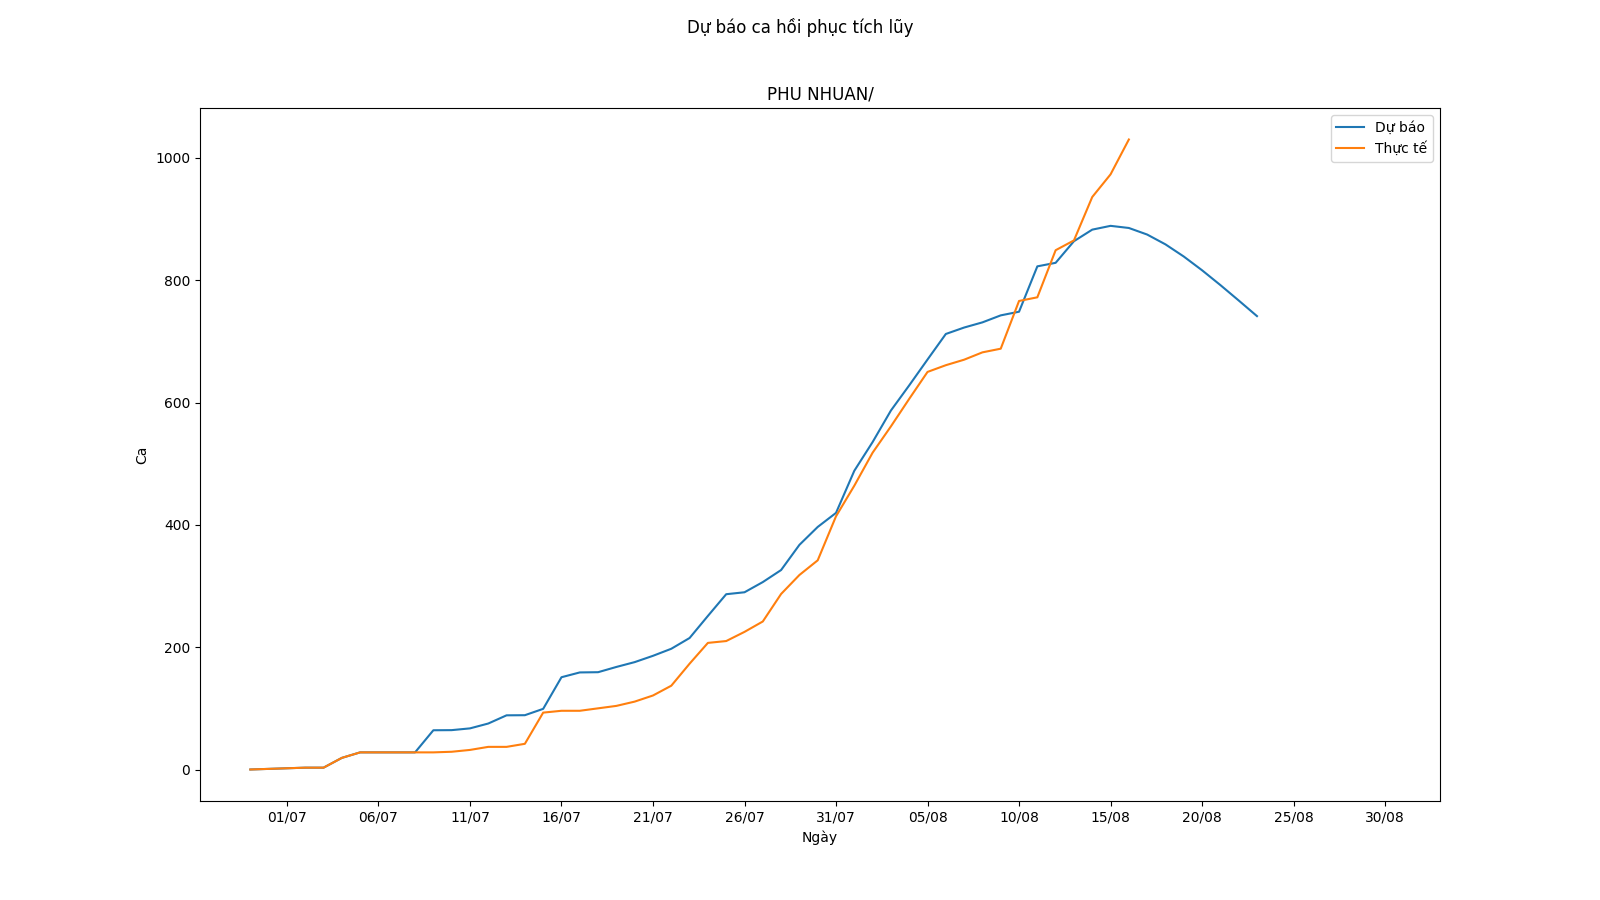 Dự báo ca hồi phục tích lũy
PHU NHUAN/
Dự báo
Thực tế
1000
800
600
400
200
0
Ca
01/07 06/07 11/07 16/07 21/07 26/07 31/07 05/08 10/08 15/08 20/08 25/08 30/08
Ngày